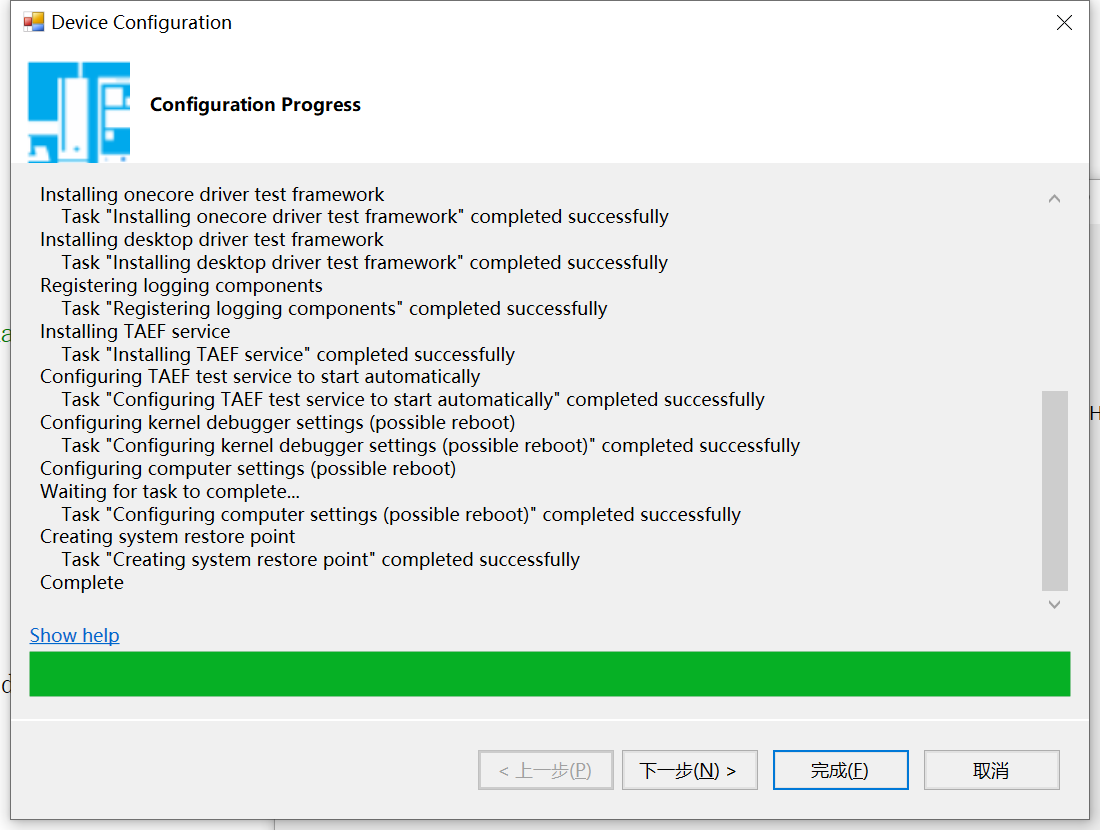 Device Configuration
Configuration Progress
Installing onecore driver test framework
Task "Installing onecore driver test framework" completed successfully
Installing desktop driver test framework
Task "Installing desktop driver test framework" completed successfully
Registering logging components
Task "Registering logging components" completed successfully
Installing TAEF service
Task "Installing TAEF service" completed successfully
Configuring TAEF test service to start automatically
Task "Configuring TAEF test service to start automatically" completed successfully
Configuring kernel debugger settings (possible reboot)
Task "Configuring kernel debugger settings (possible reboot)" completed successfully
Configuring computer settings (possible reboot)
Waiting for task to complete...
Task "Configuring computer settings (possible reboot)" completed successfully
Creating system restore point
Task "Creating system restore point" completed successfully
Complete
Show help
< 上一步(P) 下一步(N) > 完成(F) 取消